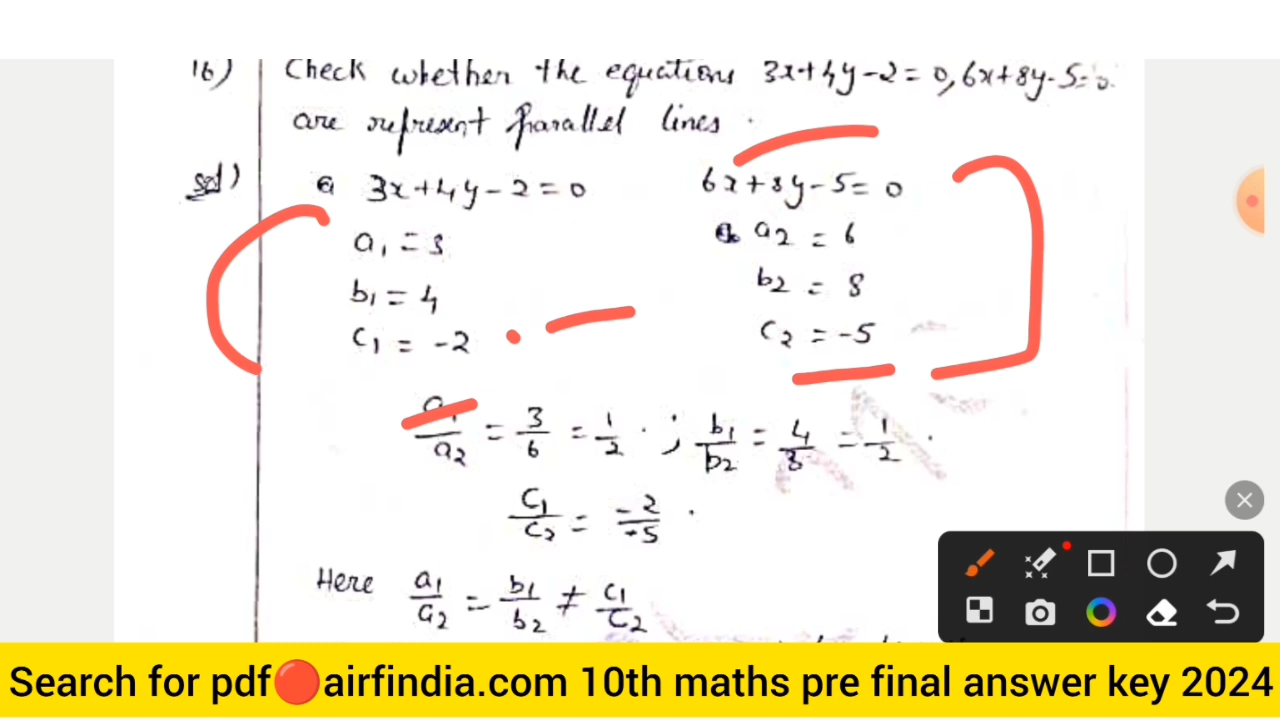 16) Check whether the equations 3x+4y-2=0, 6x+8y-5=0.
are represent parallel lines.
sol) 3x+4y-2=0 6x+8y-5=0
a1 = 3 a2 = 6
b1 = 4 b2 = 8
c1 = -2 c2 = -5
a1/a2 = 3/6 = 1/2 . ; b1/b2 = 4/8 = 1/2 .
c1/c2 = -2/-5 .
Here a1/a2 = b1/b2 ≠ c1/c2
Search for pdf🔴airfindia.com 10th maths pre final answer key 2024